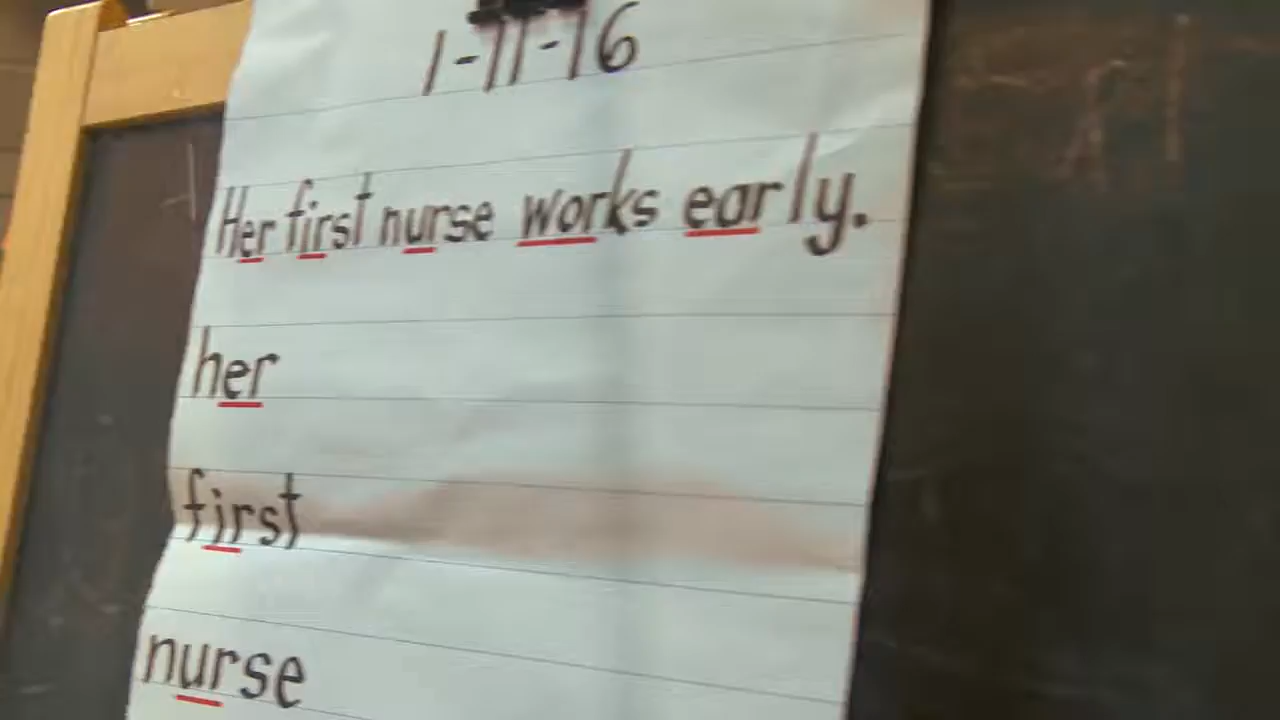 1-11-16
Her first nurse works early.
her
first
nurse